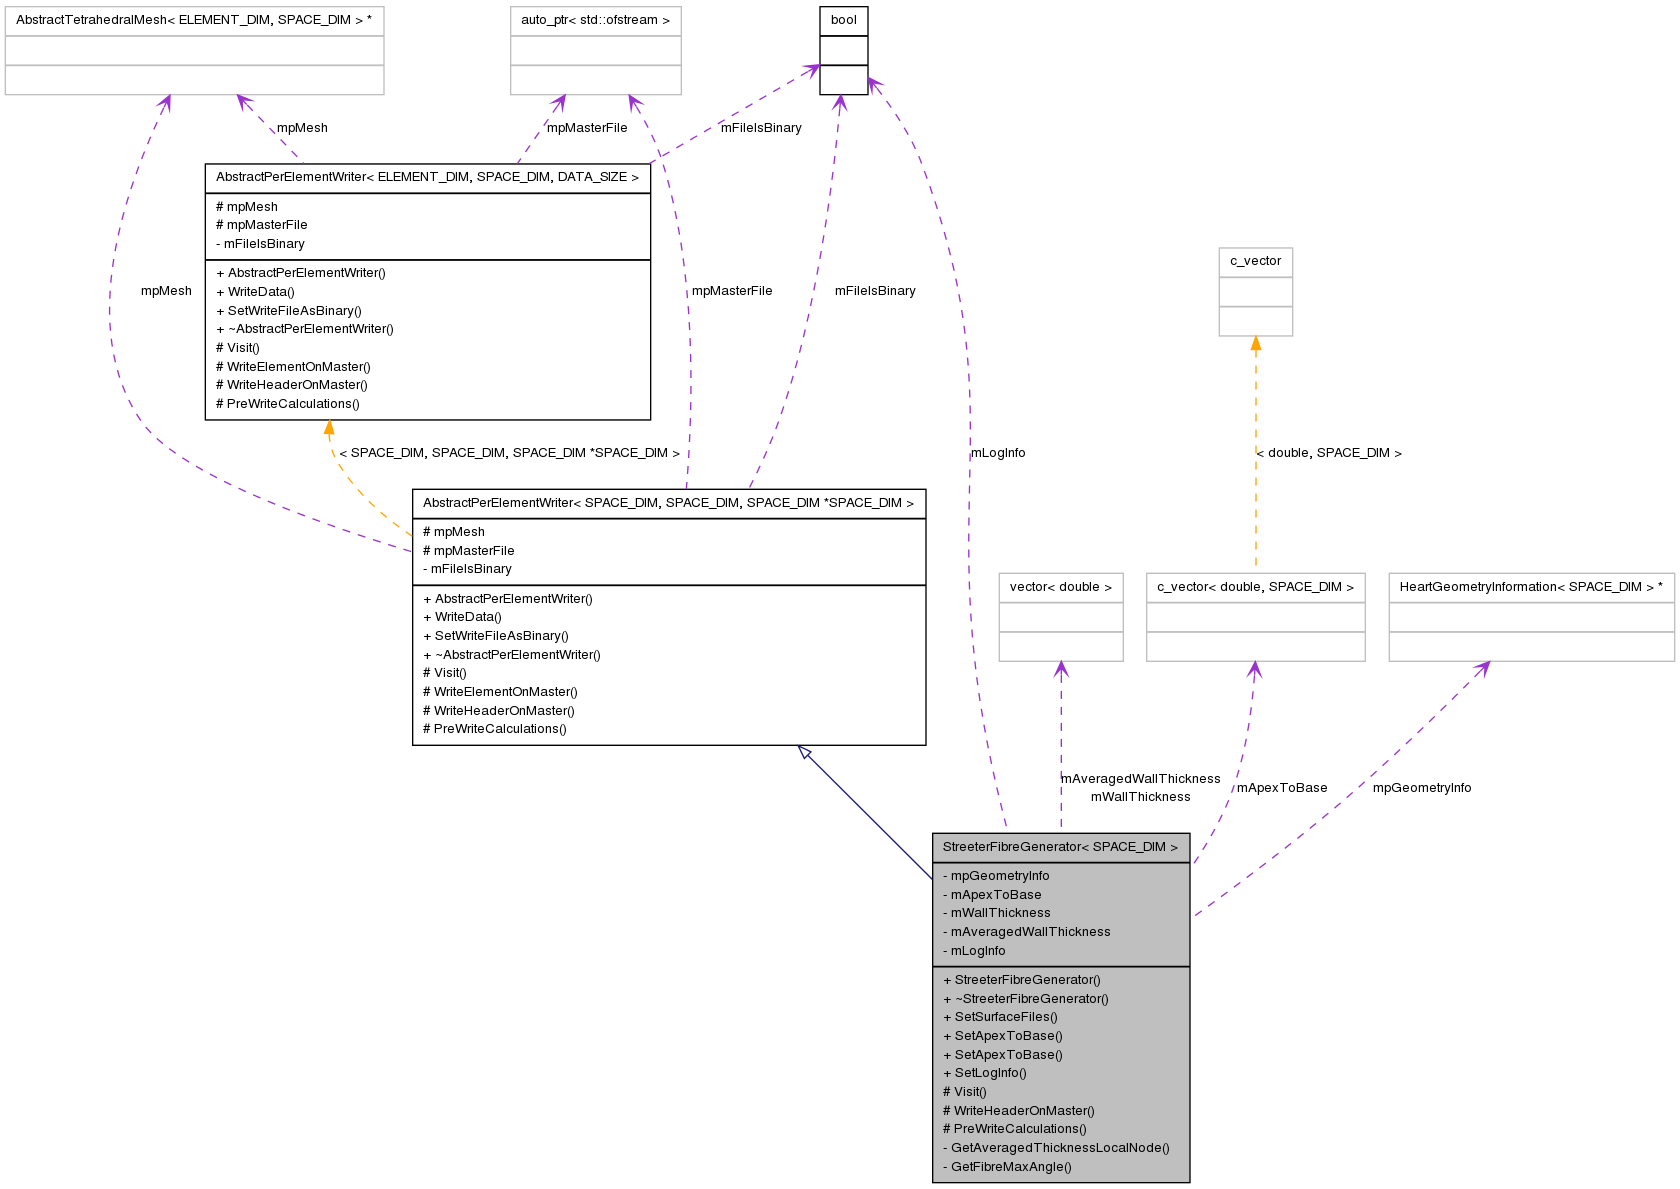 AbstractTetrahedralMesh< ELEMENT_DIM, SPACE_DIM > *
auto_ptr< std::ofstream >
bool
mpMesh
mpMasterFile
mFileIsBinary
AbstractPerElementWriter< ELEMENT_DIM, SPACE_DIM, DATA_SIZE >
# mpMesh
# mpMasterFile
- mFileIsBinary
+ AbstractPerElementWriter()
+ WriteData()
+ SetWriteFileAsBinary()
+ ~AbstractPerElementWriter()
# Visit()
# WriteElementOnMaster()
# WriteHeaderOnMaster()
# PreWriteCalculations()
mpMesh
mpMasterFile
mFileIsBinary
c_vector
< SPACE_DIM, SPACE_DIM, SPACE_DIM *SPACE_DIM >
mLogInfo
< double, SPACE_DIM >
AbstractPerElementWriter< SPACE_DIM, SPACE_DIM, SPACE_DIM *SPACE_DIM >
# mpMesh
# mpMasterFile
- mFileIsBinary
+ AbstractPerElementWriter()
+ WriteData()
+ SetWriteFileAsBinary()
+ ~AbstractPerElementWriter()
# Visit()
# WriteElementOnMaster()
# WriteHeaderOnMaster()
# PreWriteCalculations()
vector< double >
c_vector< double, SPACE_DIM >
HeartGeometryInformation< SPACE_DIM > *
mAveragedWallThickness
mWallThickness
mApexToBase
mpGeometryInfo
StreeterFibreGenerator< SPACE_DIM >
- mpGeometryInfo
- mApexToBase
- mWallThickness
- mAveragedWallThickness
- mLogInfo
+ StreeterFibreGenerator()
+ ~StreeterFibreGenerator()
+ SetSurfaceFiles()
+ SetApexToBase()
+ SetApexToBase()
+ SetLogInfo()
# Visit()
# WriteHeaderOnMaster()
# PreWriteCalculations()
- GetAveragedThicknessLocalNode()
- GetFibreMaxAngle()